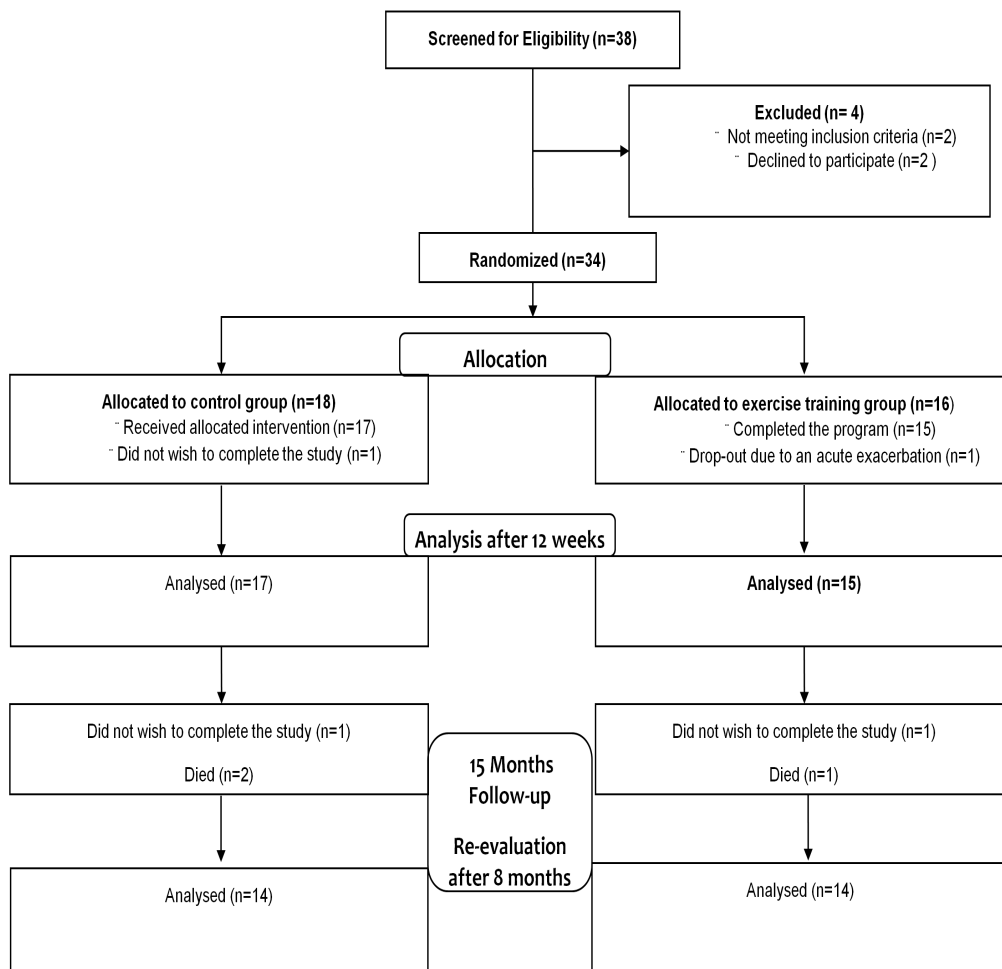 Screened for Eligibility (n=38)
Excluded (n= 4)
¨ Not meeting inclusion criteria (n=2)
¨ Declined to participate (n=2 )
Randomized (n=34)
Allocation
Allocated to control group (n=18)
¨ Received allocated intervention (n=17)
¨ Did not wish to complete the study (n=1)
Allocated to exercise training group (n=16)
¨ Completed the program (n=15)
¨ Drop-out due to an acute exacerbation (n=1)
Analysis after 12 weeks
Analysed (n=17)
Analysed (n=15)
Did not wish to complete the study (n=1)
Died (n=2)
Did not wish to complete the study (n=1)
Died (n=1)
15 Months
Follow-up
Re-evaluation
after 8 months
Analysed (n=14)
Analysed (n=14)